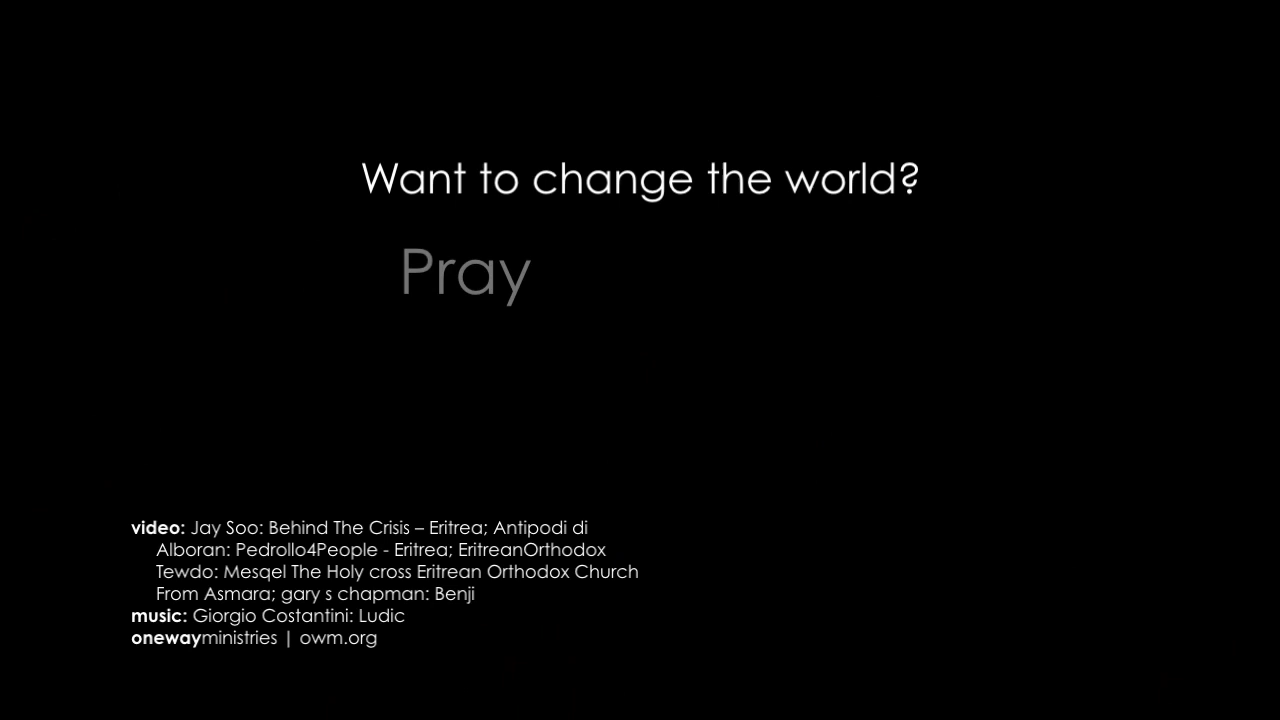 Want to change the world?
Pray
video: Jay Soo: Behind The Crisis – Eritrea; Antipodi di
Alboran: Pedrollo4People - Eritrea; EritreanOrthodox
Tewdo: Mesqel The Holy cross Eritrean Orthodox Church
From Asmara; gary s chapman: Benji
music: Giorgio Costantini: Ludic
onewayministries | owm.org